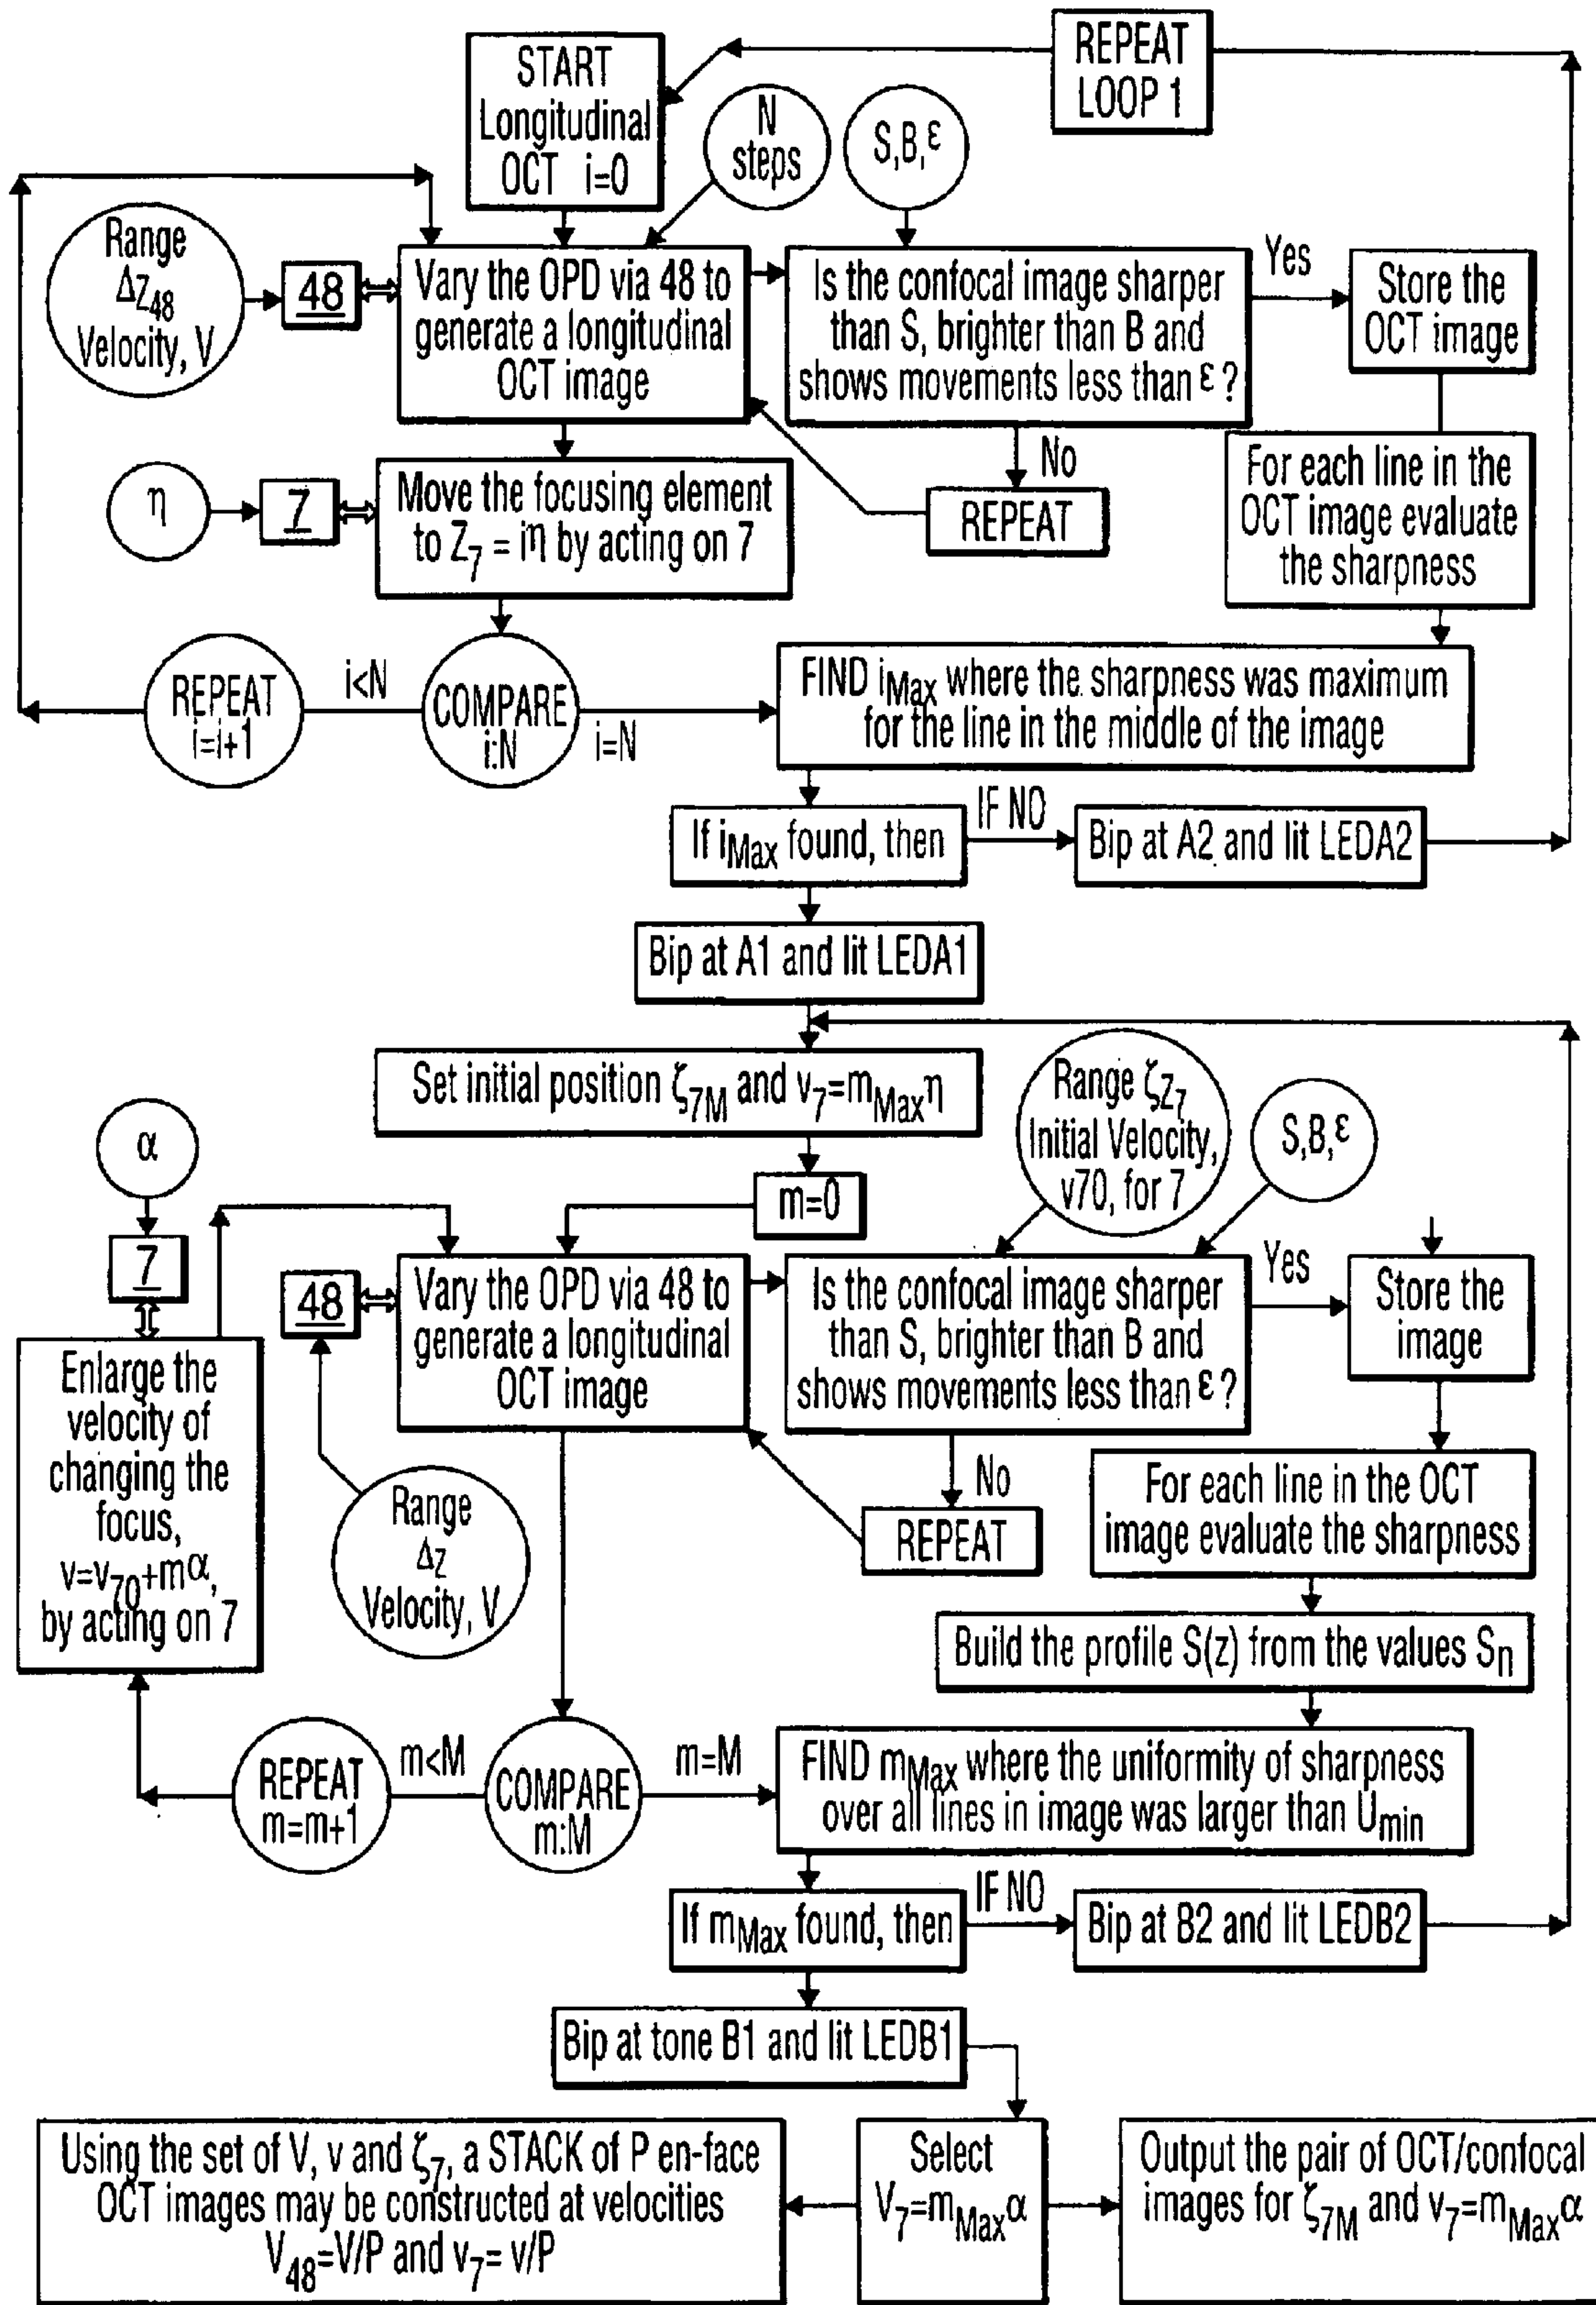 START
Longitudinal
OCT i=0
REPEAT
LOOP 1
N
steps
S,B,ε
Range
ΔZ48
Velocity, V
48
Vary the OPD via 48 to
generate a longitudinal
OCT image
Is the confocal image sharper
than S, brighter than B and
shows movements less than ε?
Yes
Store the
OCT image
No
REPEAT
For each line in the
OCT image evaluate
the sharpness
η
7
Move the focusing element
to Z7 = iη by acting on 7
REPEAT
i=i+1
i<N
COMPARE
i:N
i=N
FIND iMax where the sharpness was maximum
for the line in the middle of the image
If iMax found, then
IF NO
Bip at A2 and lit LEDA2
Bip at A1 and lit LEDA1
Set initial position ζ7M and v7=mMaxη
Range ζZ7
Initial Velocity,
v70, for 7
S,B,ε
α
7
m=0
48
Vary the OPD via 48 to
generate a longitudinal
OCT image
Is the confocal image sharper
than S, brighter than B and
shows movements less than ε?
Yes
Store the
image
Enlarge the
velocity of
changing the
focus,
v=v70+mα,
by acting on 7
Range
ΔZ
Velocity, V
No
REPEAT
For each line in the OCT
image evaluate the sharpness
Build the profile S(z) from the values Sn
REPEAT
m=m+1
m<M
COMPARE
m:M
m=M
FIND mMax where the uniformity of sharpness
over all lines in image was larger than Umin
If mMax found, then
IF NO
Bip at B2 and lit LEDB2
Bip at tone B1 and lit LEDB1
Using the set of V, v and ζ7, a STACK of P en-face
OCT images may be constructed at velocities
V48=V/P and v7= v/P
Select
V7=mMaxα
Output the pair of OCT/confocal
images for ζ7M and v7=mMaxα